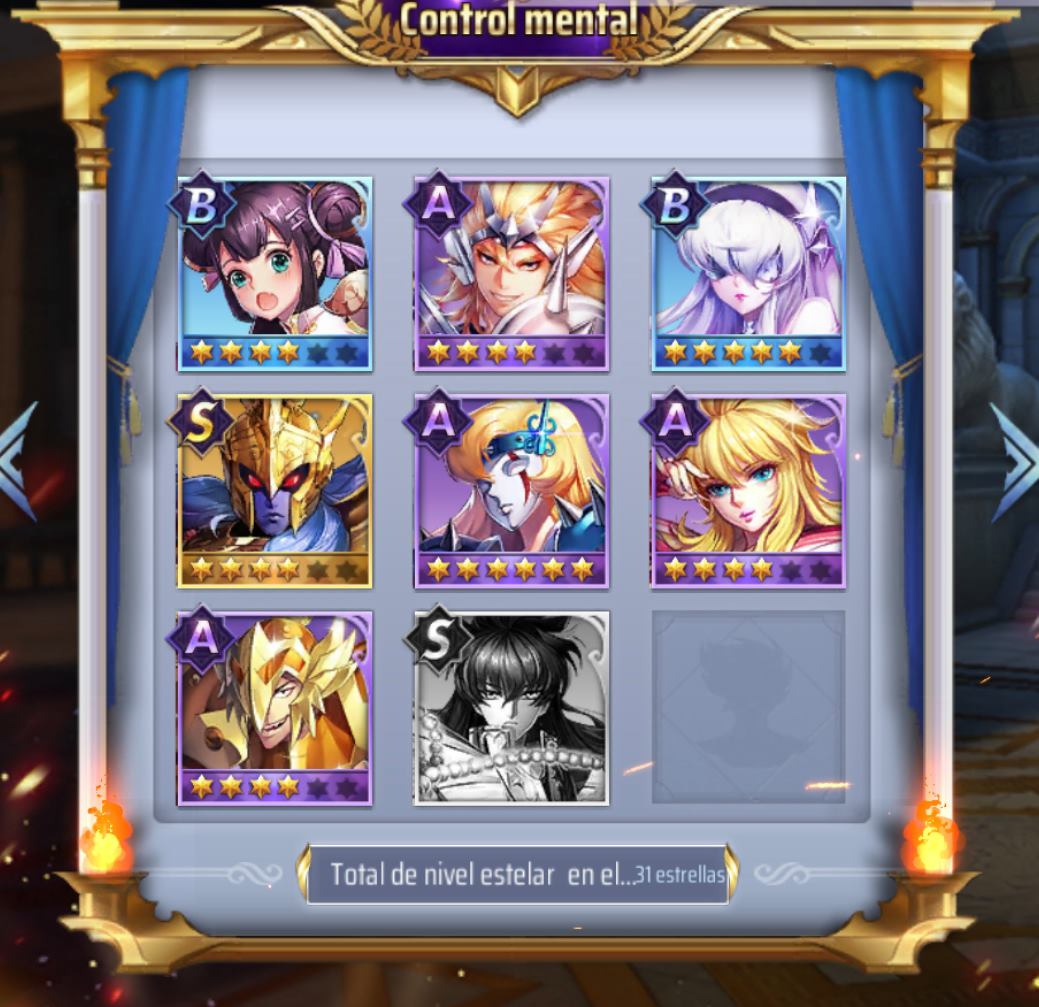 Control mental
B A B
S A A
A S
Total de nivel estelar en el...31 estrellas